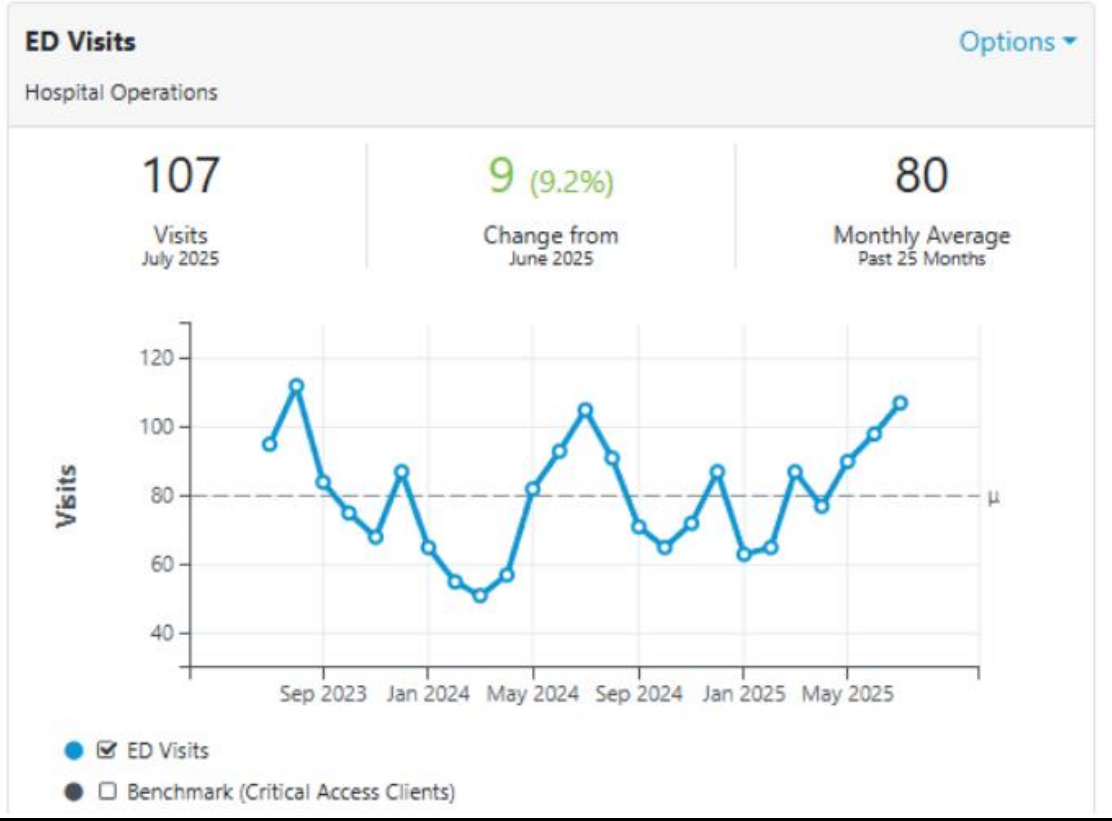 ED Visits
Options
Hospital Operations
107
Visits
July 2025
9 (9.2%)
Change from
June 2025
80
Monthly Average
Past 25 Months
Visits
120
100
80
60
40
μ
Sep 2023 Jan 2024 May 2024 Sep 2024 Jan 2025 May 2025
ED Visits
Benchmark (Critical Access Clients)